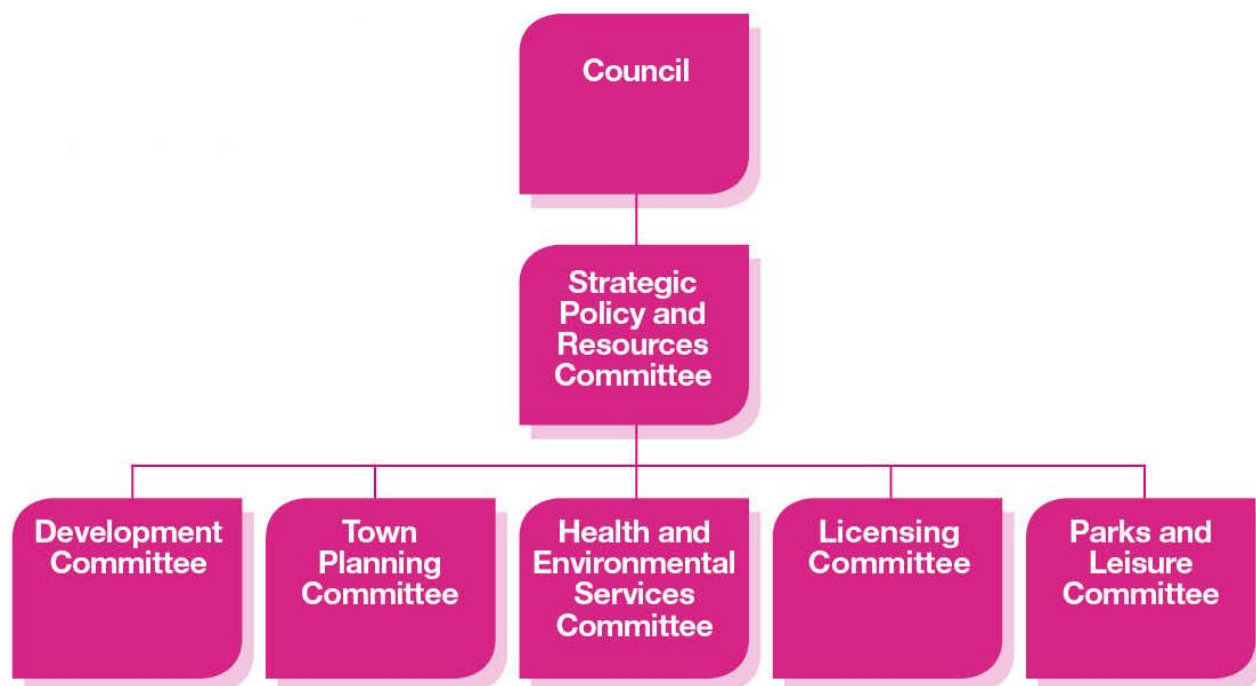 Council
Strategic
Policy and
Resources
Committee
Development
Committee
Town
Planning
Committee
Health and
Environmental
Services
Committee
Licensing
Committee
Parks and
Leisure
Committee